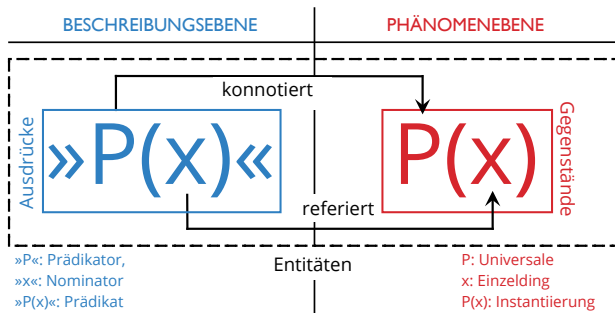 BESCHREIBUNGSEBENE
PHÄNOMENEBENE
konnotiert
Ausdrücke
»P(x)«
P(x)
Gegenstände
referiert
Entitäten
»P«: Prädikator,
»x«: Nominator
»P(x)«: Prädikat
P: Universale
x: Einzelding
P(x): Instantiierung